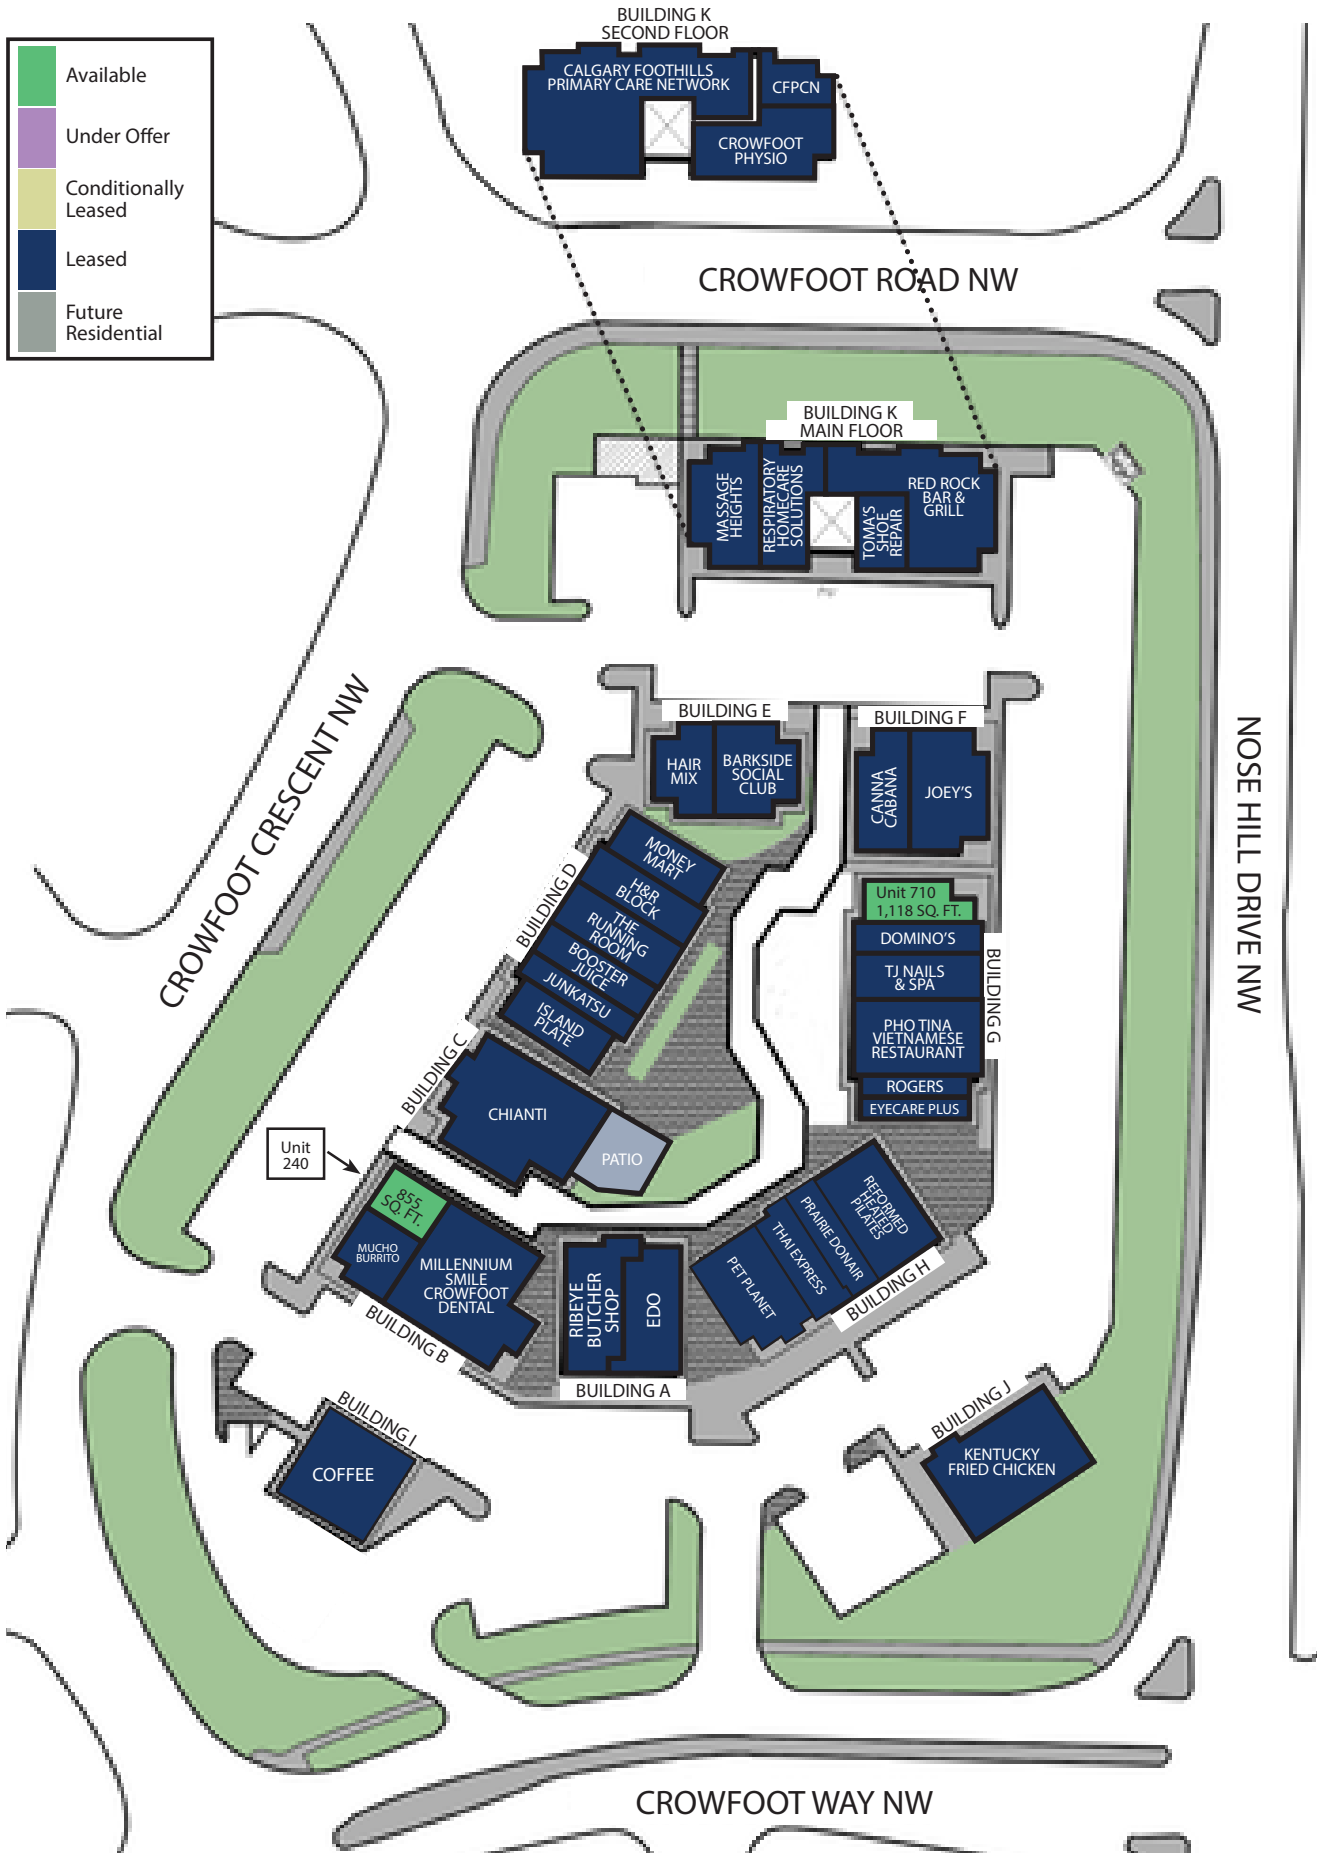 BUILDING K
SECOND FLOOR
CALGARY FOOTHILLS
PRIMARY CARE NETWORK
CFPCN
CROWFOOT
PHYSIO
Available
Under Offer
Conditionally
Leased
Leased
Future
Residential
CROWFOOT ROAD NW
BUILDING K
MAIN FLOOR
MASSAGE
HEIGHTS
RESPIRATORY
HOMECARE
SOLUTIONS
TOMA'S
SHOE
REPAIR
RED ROCK
BAR &
GRILL
CROWFOOT CRESCENT NW
NOSE HILL DRIVE NW
BUILDING E
HAIR
MIX
BARKSIDE
SOCIAL
CLUB
BUILDING F
CANNA
CABANA
JOEY'S
BUILDING D
MONEY
MART
H&R
BLOCK
THE
RUNNING
ROOM
BOOSTER
JUICE
JUNKATSU
ISLAND
PLATE
Unit 710
1,118 SQ. FT.
DOMINO'S
TJ NAILS
& SPA
PHO TINA
VIETNAMESE
RESTAURANT
ROGERS
EYECARE PLUS
BUILDING G
BUILDING C
CHIANTI
PATIO
Unit
240
855
SQ. FT.
MUCHO
BURRITO
MILLENNIUM
SMILE
CROWFOOT
DENTAL
BUILDING B
RIBEYE
BUTCHER
SHOP
EDO
BUILDING A
PET PLANET
THAI EXPRESS
PRAIRIE DONAIR
REFORMED
HEATED
PILATES
BUILDING H
BUILDING I
COFFEE
BUILDING J
KENTUCKY
FRIED CHICKEN
CROWFOOT WAY NW